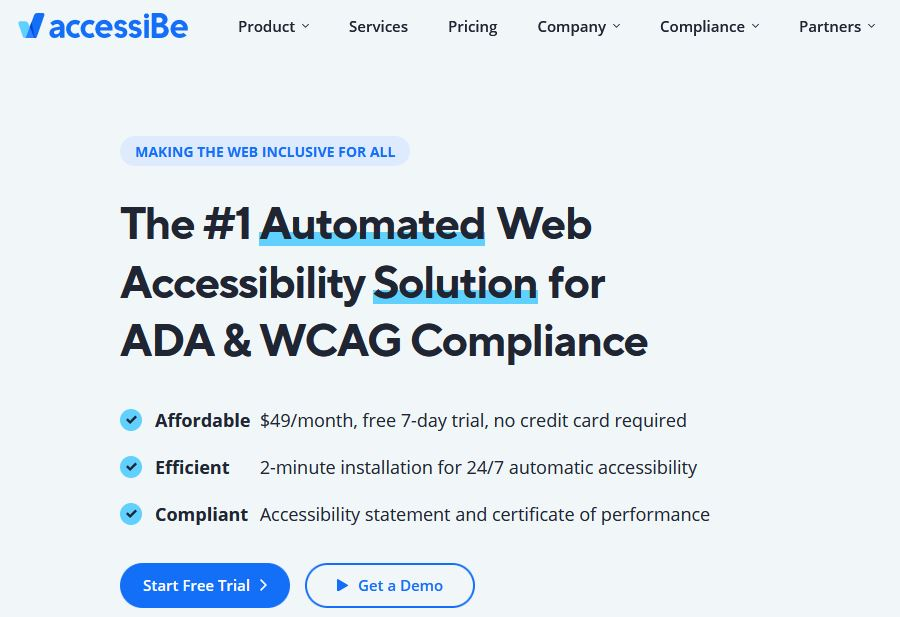 accessiBe
Product Services Pricing Company Compliance Partners
MAKING THE WEB INCLUSIVE FOR ALL
The #1 Automated Web
Accessibility Solution for
ADA & WCAG Compliance
Affordable $49/month, free 7-day trial, no credit card required
Efficient 2-minute installation for 24/7 automatic accessibility
Compliant Accessibility statement and certificate of performance
Start Free Trial Get a Demo